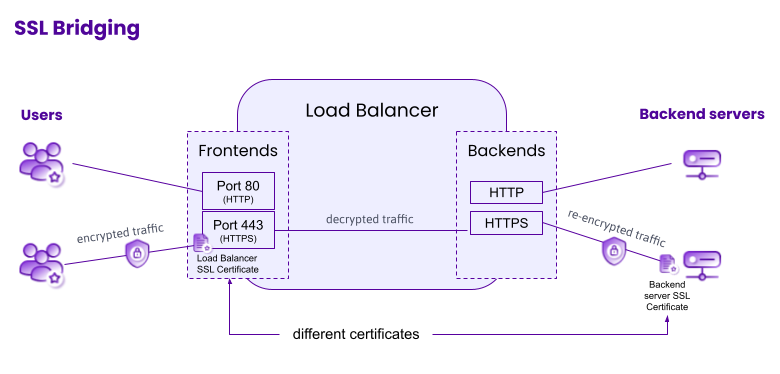 SSL Bridging
Users
Backend servers
Load Balancer
Frontends
Backends
Port 80
(HTTP)
HTTP
Port 443
(HTTPS)
HTTPS
encrypted traffic
decrypted traffic
re-encrypted traffic
Load Balancer
SSL Certificate
Backend
server SSL
Certificate
different certificates